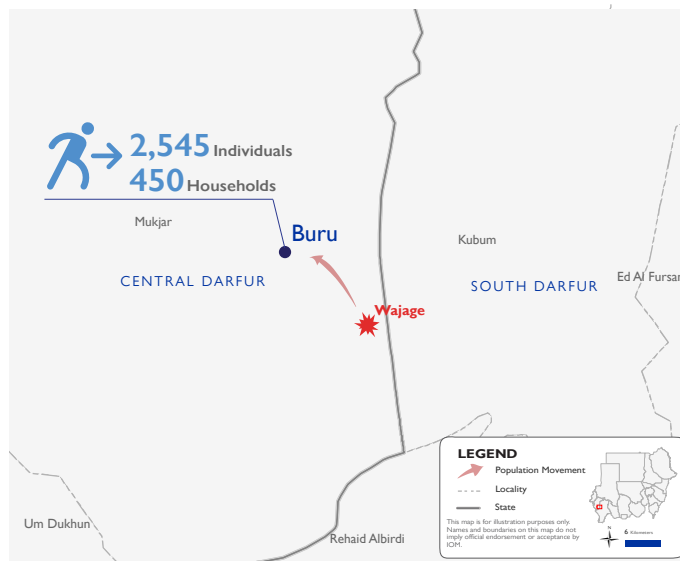 2,545 Individuals
450 Households
Mukjar
Buru
Kubum
CENTRAL DARFUR
SOUTH DARFUR
Ed Al Fursan
Wajage
LEGEND
Population Movement
Locality
State
This map is for illustration purposes only.
Names and boundaries on this map do not
imply official endorsement or acceptance by
IOM.
N
6 Kilometers
Um Dukhun
Rehaid Albirdi